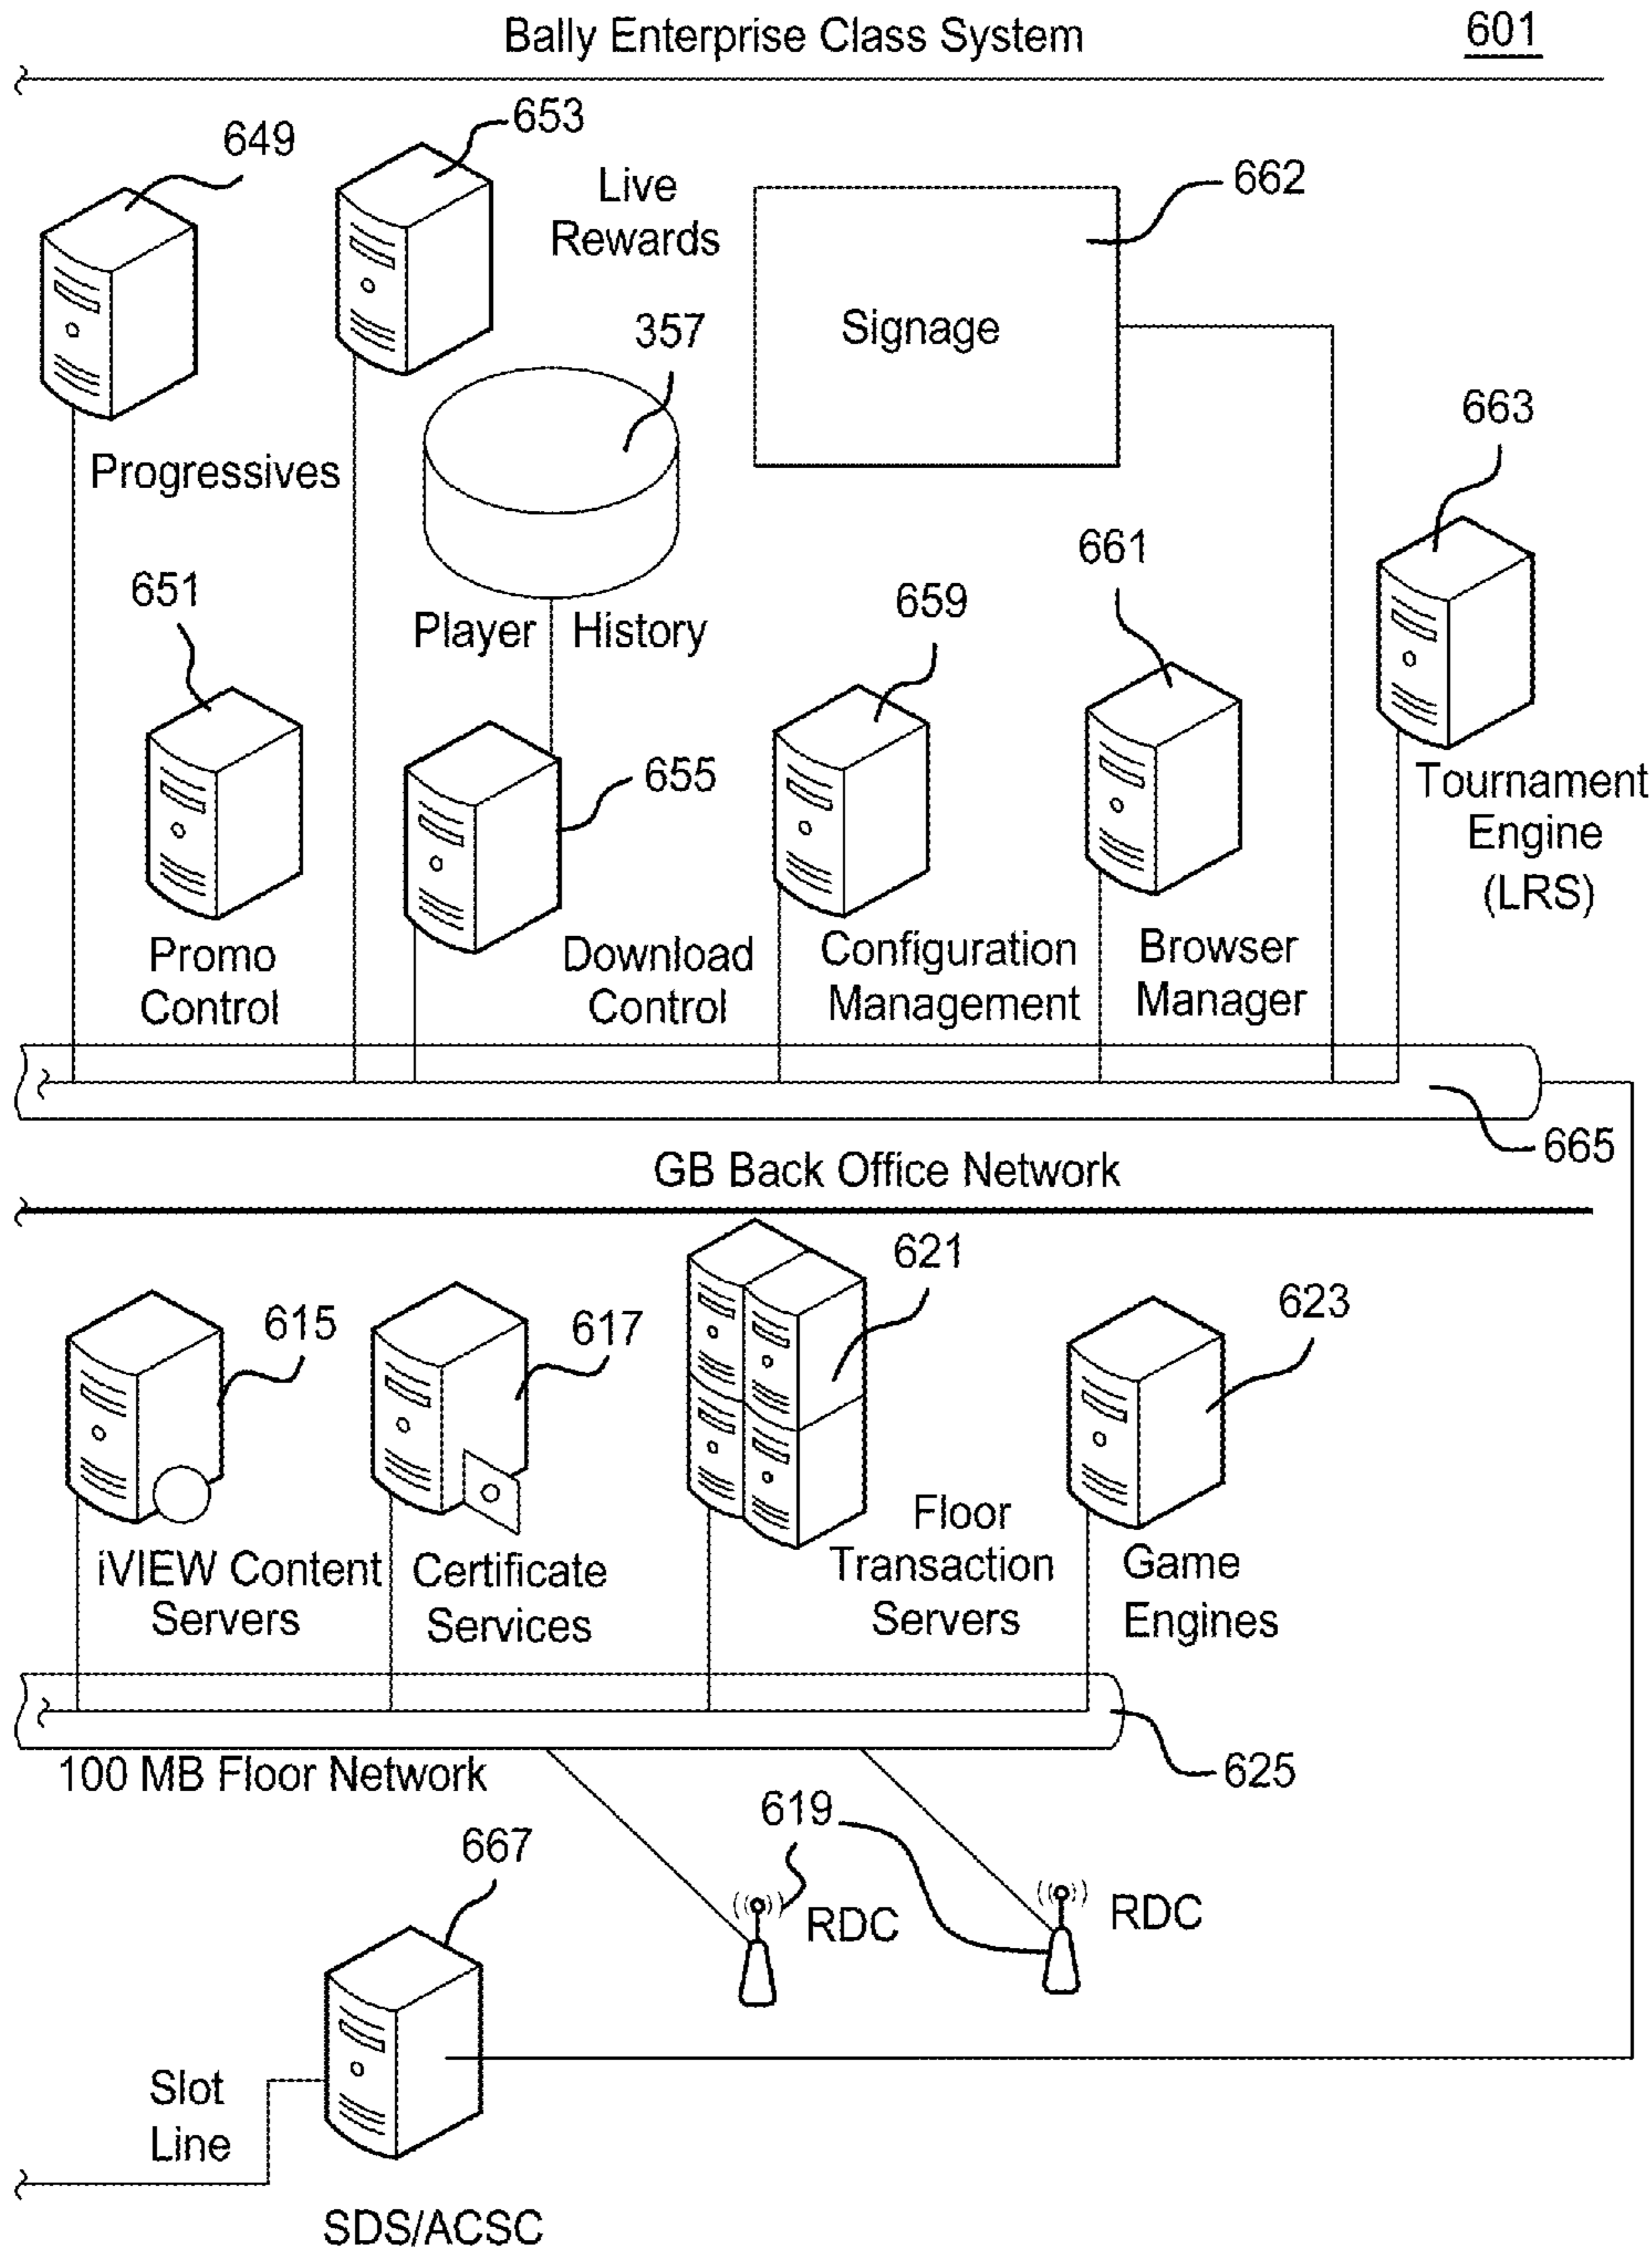 Bally Enterprise Class System
601
649
653
Live
Rewards
662
Signage
357
663
Progressives
651
Player History
659
661
655
Tournament
Engine
(LRS)
Promo
Control
Download
Control
Configuration
Management
Browser
Manager
665
GB Back Office Network
615
617
621
623
iVIEW Content
Servers
Certificate
Services
Floor
Transaction
Servers
Game
Engines
625
100 MB Floor Network
619
667
RDC
RDC
Slot
Line
SDS/ACSC